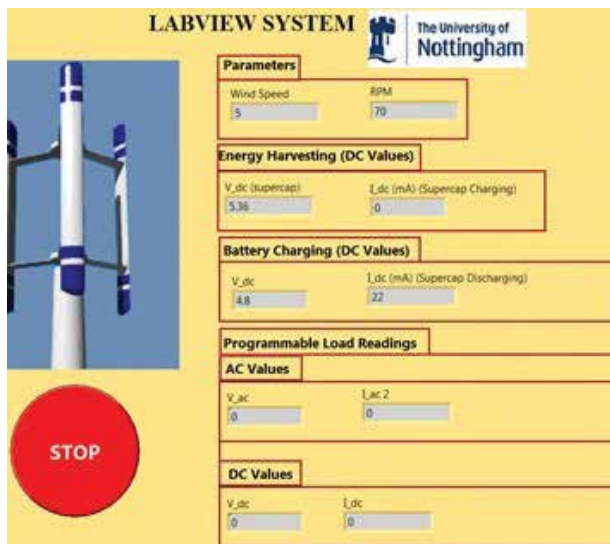 LABVIEW SYSTEM
The University of
Nottingham
Parameters
Wind Speed RPM
5 70
Energy Harvesting (DC Values)
V_dc (supercap) I_dc (mA) (Supercap Charging)
5.36 0
Battery Charging (DC Values)
V_dc I_dc (mA) (Supercap Discharging)
4.8 22
Programmable Load Readings
AC Values
V_ac I_ac 2
0 0
STOP
DC Values
V_dc I_dc
0 0